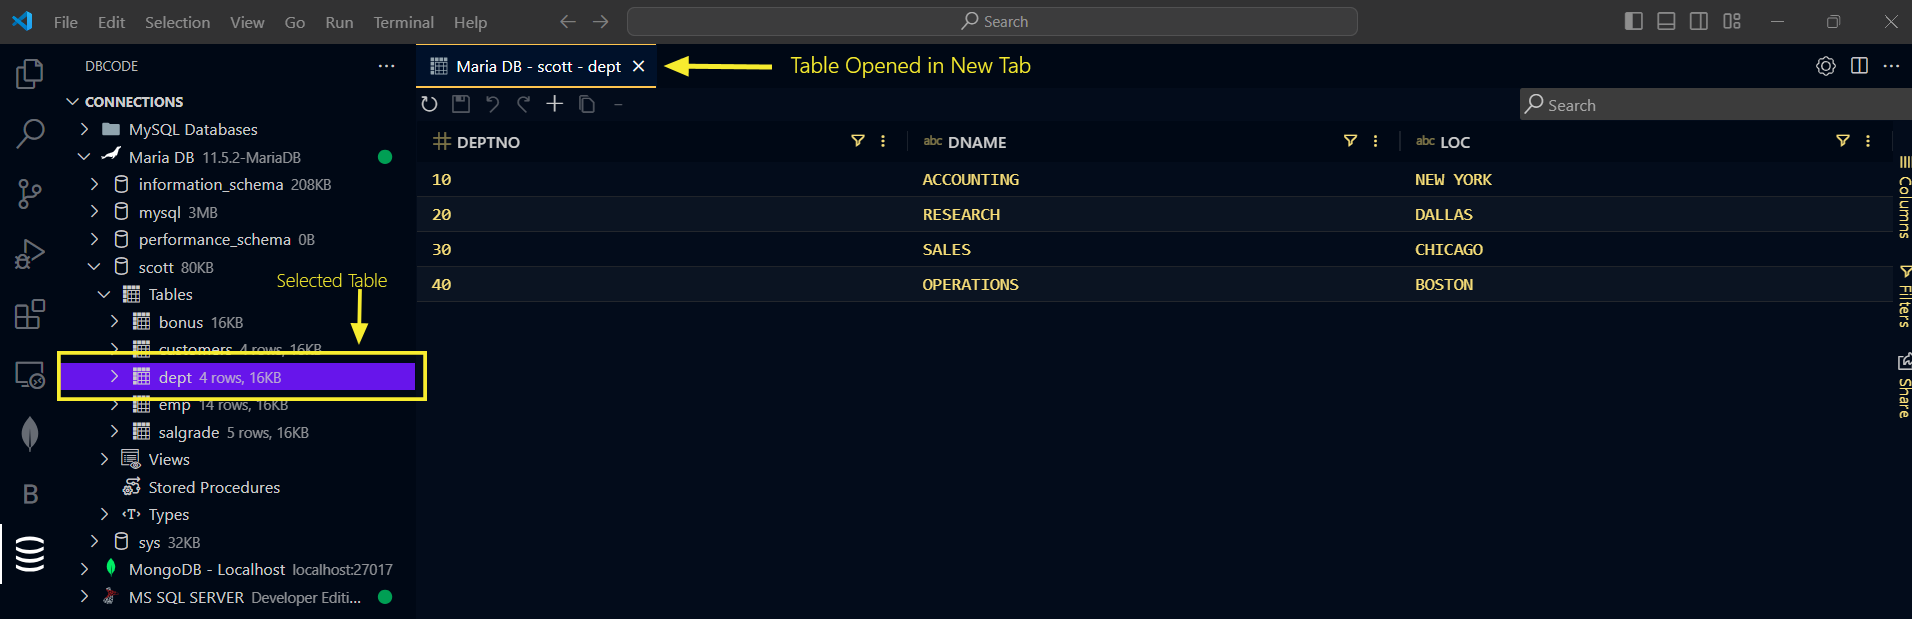 File Edit Selection View Go Run Terminal Help
Search
DBCODE
CONNECTIONS
MySQL Databases
Maria DB 11.5.2-MariaDB
information_schema 208KB
mysql 3MB
performance_schema 0B
scott 80KB
Selected Table
Tables
bonus 16KB
customers 4 rows, 16KB
dept 4 rows, 16KB
emp 14 rows, 16KB
salgrade 5 rows, 16KB
Views
Stored Procedures
Types
sys 32KB
MongoDB - Localhost localhost:27017
MS SQL SERVER Developer Editi...
B
Maria DB - scott - dept
Table Opened in New Tab
Search
DEPTNO abc DNAME abc LOC
10 ACCOUNTING NEW YORK
20 RESEARCH DALLAS
30 SALES CHICAGO
40 OPERATIONS BOSTON
Columns
Filters
Share